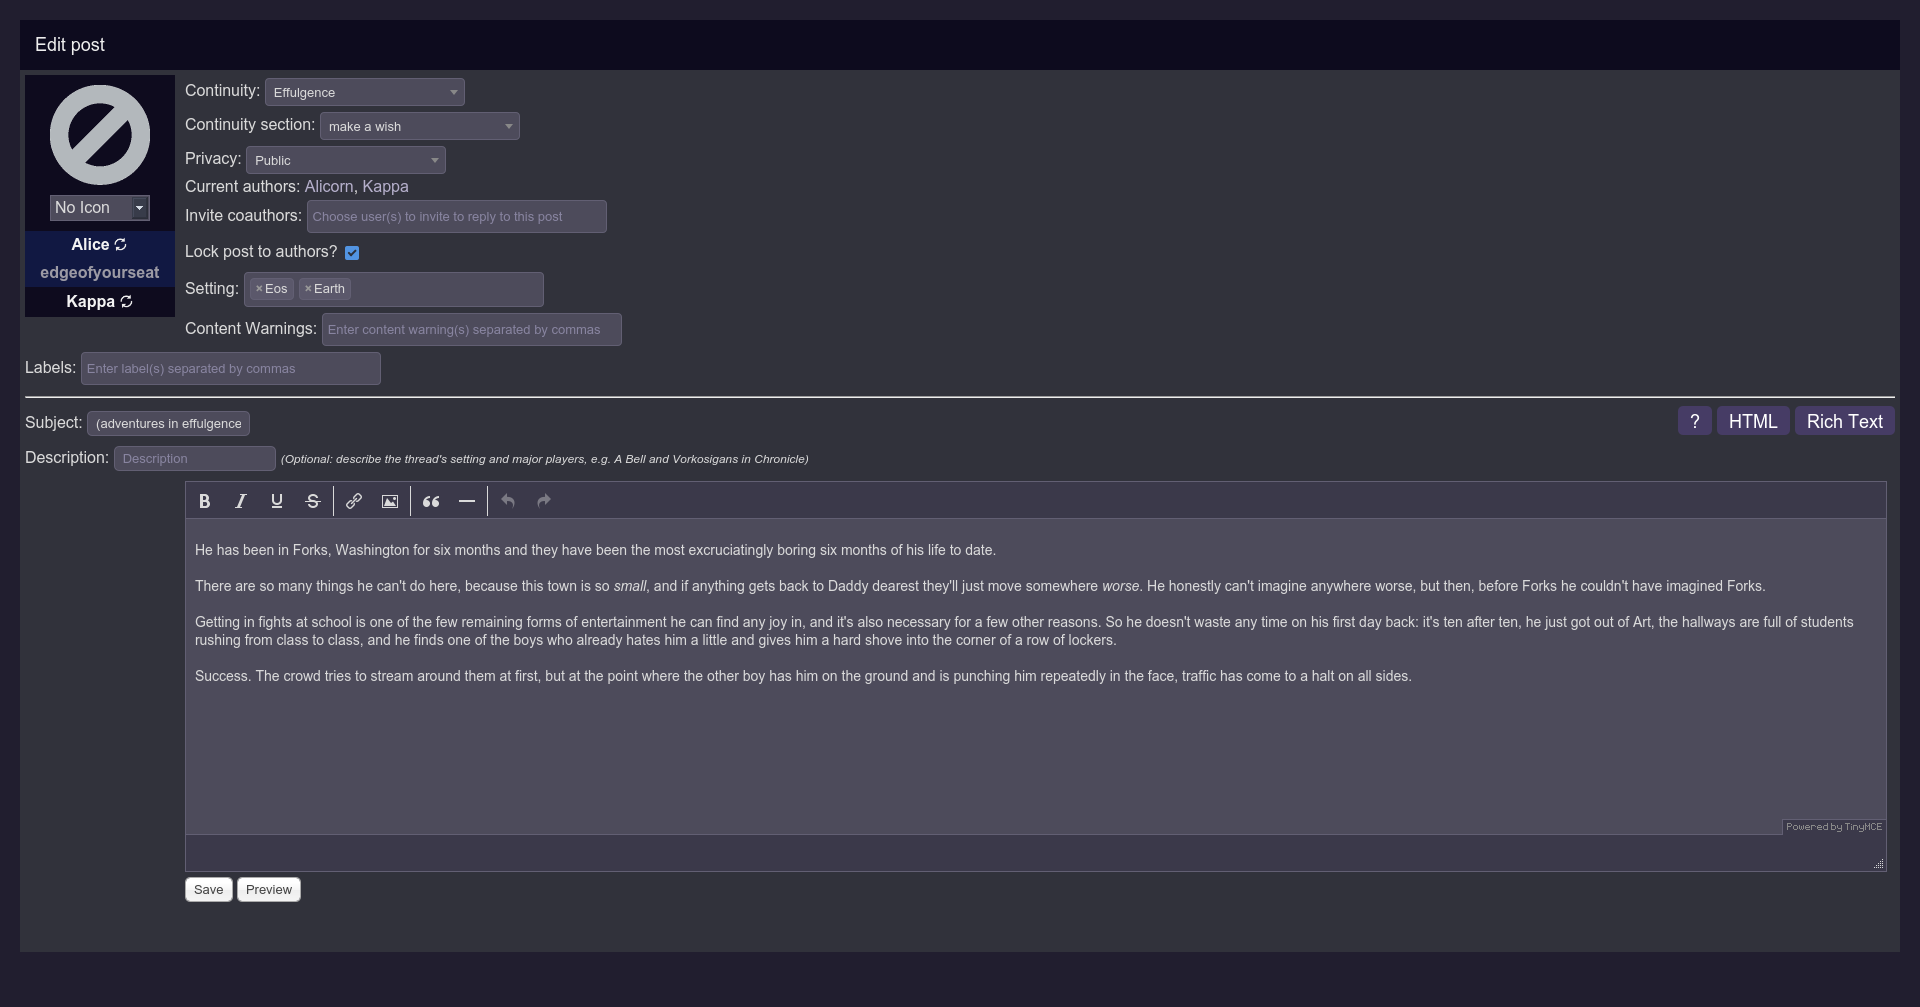 Edit post
Continuity: Effulgence
Continuity section: make a wish
Privacy: Public
No Icon
Current authors: Alicorn, Kappa
Invite coauthors: Choose user(s) to invite to reply to this post
Alice
Lock post to authors?
edgeofyourseat
Setting: × Eos × Earth
Kappa
Content Warnings: Enter content warning(s) separated by commas
Labels: Enter label(s) separated by commas
Subject: (adventures in effulgence
? HTML Rich Text
Description: Description (Optional: describe the thread's setting and major players, e.g. A Bell and Vorkosigans in Chronicle)
B I U S
He has been in Forks, Washington for six months and they have been the most excruciatingly boring six months of his life to date.
There are so many things he can't do here, because this town is so small, and if anything gets back to Daddy dearest they'll just move somewhere worse. He honestly can't imagine anywhere worse, but then, before Forks he couldn't have imagined Forks.
Getting in fights at school is one of the few remaining forms of entertainment he can find any joy in, and it's also necessary for a few other reasons. So he doesn't waste any time on his first day back: it's ten after ten, he just got out of Art, the hallways are full of students
rushing from class to class, and he finds one of the boys who already hates him a little and gives him a hard shove into the corner of a row of lockers.
Success. The crowd tries to stream around them at first, but at the point where the other boy has him on the ground and is punching him repeatedly in the face, traffic has come to a halt on all sides.
Powered by TinyMCE
Save Preview